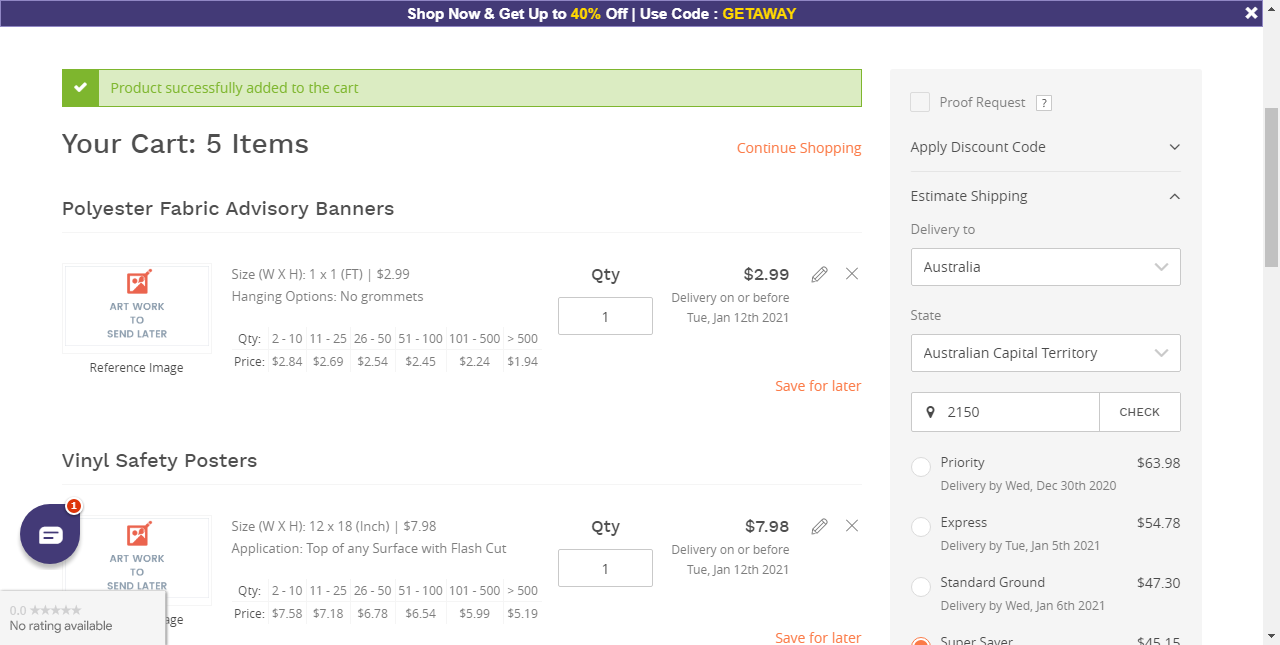 Shop Now & Get Up to 40% Off | Use Code : GETAWAY
Product successfully added to the cart
Your Cart: 5 Items
Continue Shopping
Polyester Fabric Advisory Banners
ART WORK
TO
SEND LATER
Reference Image
Size (W X H): 1 x 1 (FT) | $2.99
Hanging Options: No grommets
Qty: 2 - 10 11 - 25 26 - 50 51 - 100 101 - 500 > 500
Price: $2.84 $2.69 $2.54 $2.45 $2.24 $1.94
Qty
1
$2.99
Delivery on or before
Tue, Jan 12th 2021
Save for later
Vinyl Safety Posters
ART WORK
TO
SEND LATER
Size (W X H): 12 x 18 (Inch) | $7.98
Application: Top of any Surface with Flash Cut
Qty: 2 - 10 11 - 25 26 - 50 51 - 100 101 - 500 > 500
Price: $7.58 $7.18 $6.78 $6.54 $5.99 $5.19
Qty
1
$7.98
Delivery on or before
Tue, Jan 12th 2021
Save for later
1
0.0
No rating available
Proof Request ?
Apply Discount Code
Estimate Shipping
Delivery to
Australia
State
Australian Capital Territory
2150 CHECK
Priority $63.98
Delivery by Wed, Dec 30th 2020
Express $54.78
Delivery by Tue, Jan 5th 2021
Standard Ground $47.30
Delivery by Wed, Jan 6th 2021
Super Saver $45.15